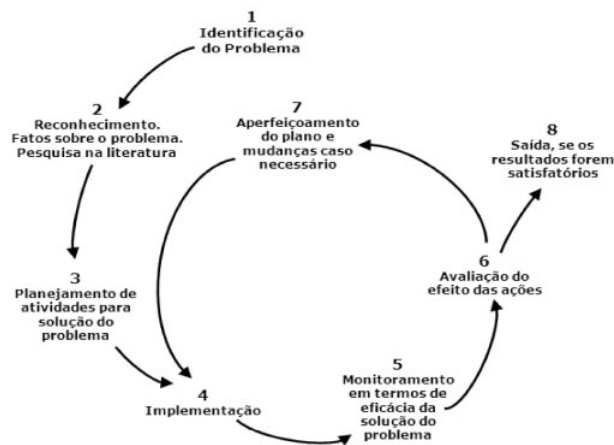 1
Identificação
do Problema
2
Reconhecimento.
Fatos sobre o problema.
Pesquisa na literatura
3
Planejamento de
atividades para
solução do
problema
4
Implementação
5
Monitoramento
em termos de
eficácia da
solução do
problema
6
Avaliação do
efeito das ações
7
Aperfeiçoamento
do plano e
mudanças caso
necessário
8
Saída, se os
resultados forem
satisfatórios